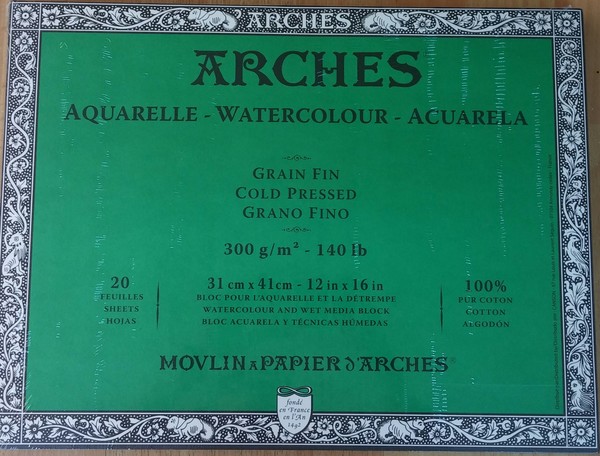 ARCHES
ARCHES
AQUARELLE - WATERCOLOUR - ACUARELA
GRAIN FIN
COLD PRESSED
GRANO FINO
300 g/m² - 140 lb
20
FEUILLES
SHEETS
HOJAS
31 cm x 41cm - 12 in x 16 in
BLOC POUR L'AQUARELLE ET LA DÉTREMPE
WATERCOLOUR AND WET MEDIA BLOCK
BLOC ACUARELA Y TÉCNICAS HÚMEDAS
100%
PUR COTON
COTTON
ALGODÓN
MOVLIN A PAPIER D'ARCHES®
fondé
en France
en l'An
1492